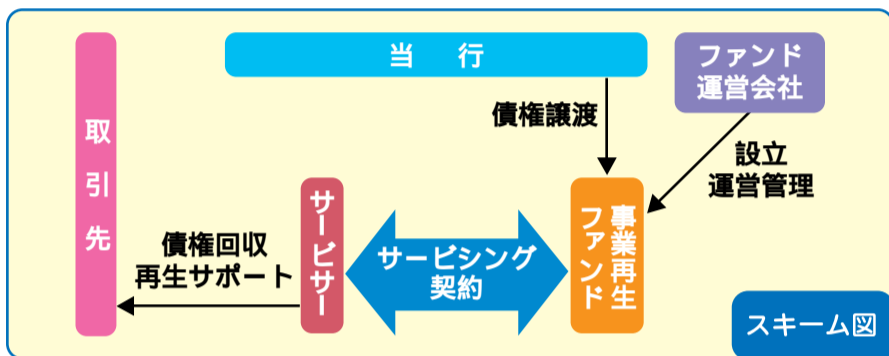 当行
ファンド
運営会社
取引先
債権譲渡
設立
運営管理
サービサー
事業再生
ファンド
債権回収
再生サポート
サービシング
契約
スキーム図